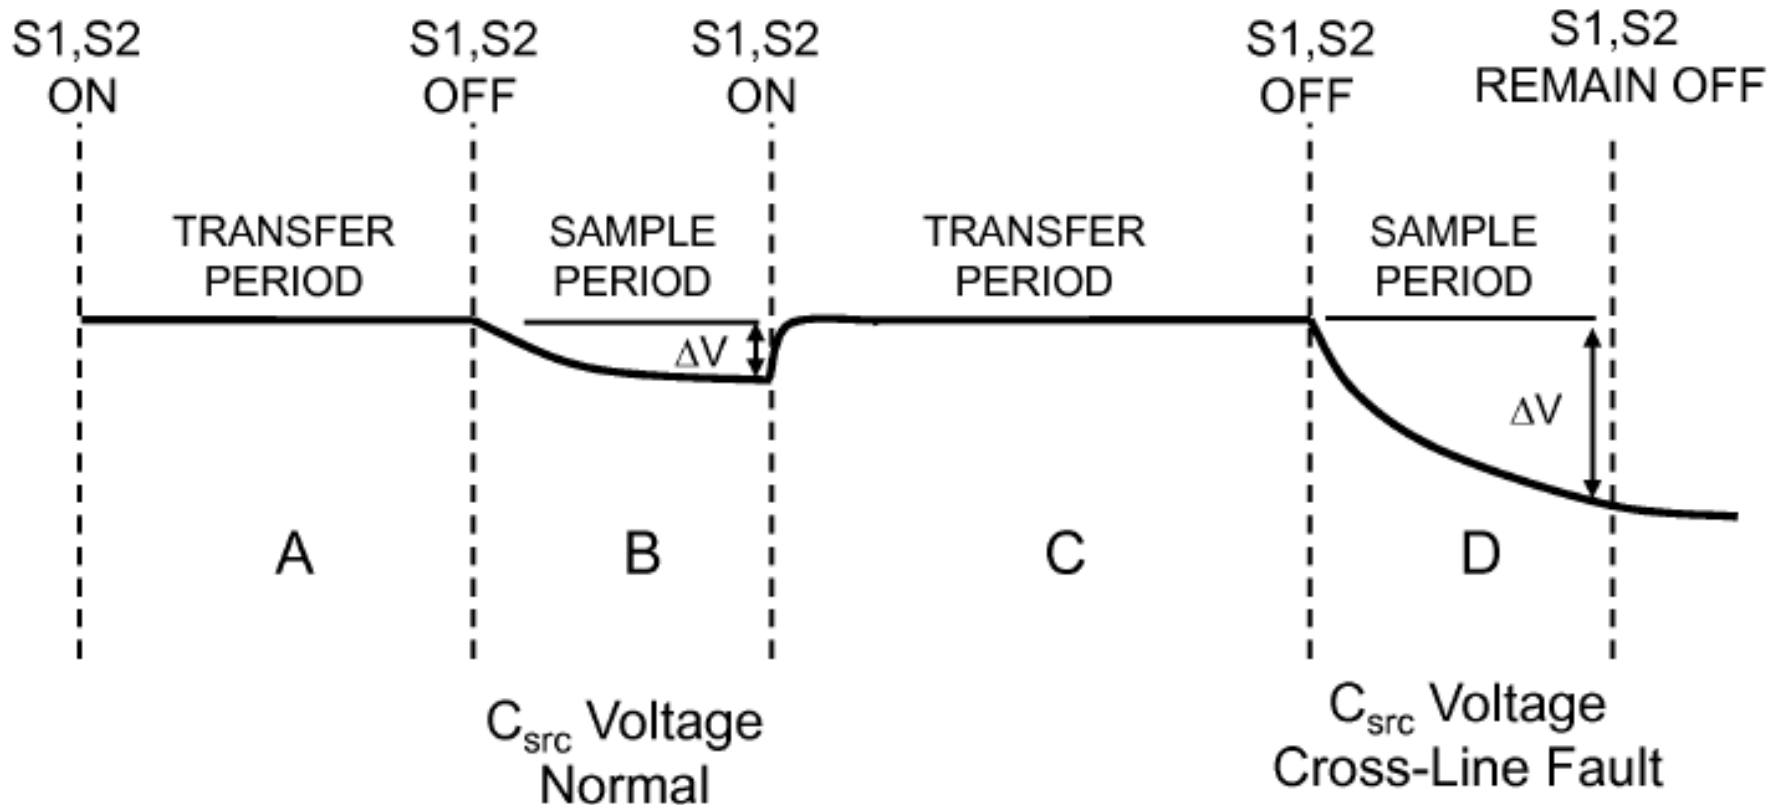 S1,S2
ON
S1,S2
OFF
S1,S2
ON
S1,S2
OFF
S1,S2
REMAIN OFF
TRANSFER
PERIOD
SAMPLE
PERIOD
TRANSFER
PERIOD
SAMPLE
PERIOD
ΔV
ΔV
A
B
C
D
Csrc Voltage
Normal
Csrc Voltage
Cross-Line Fault